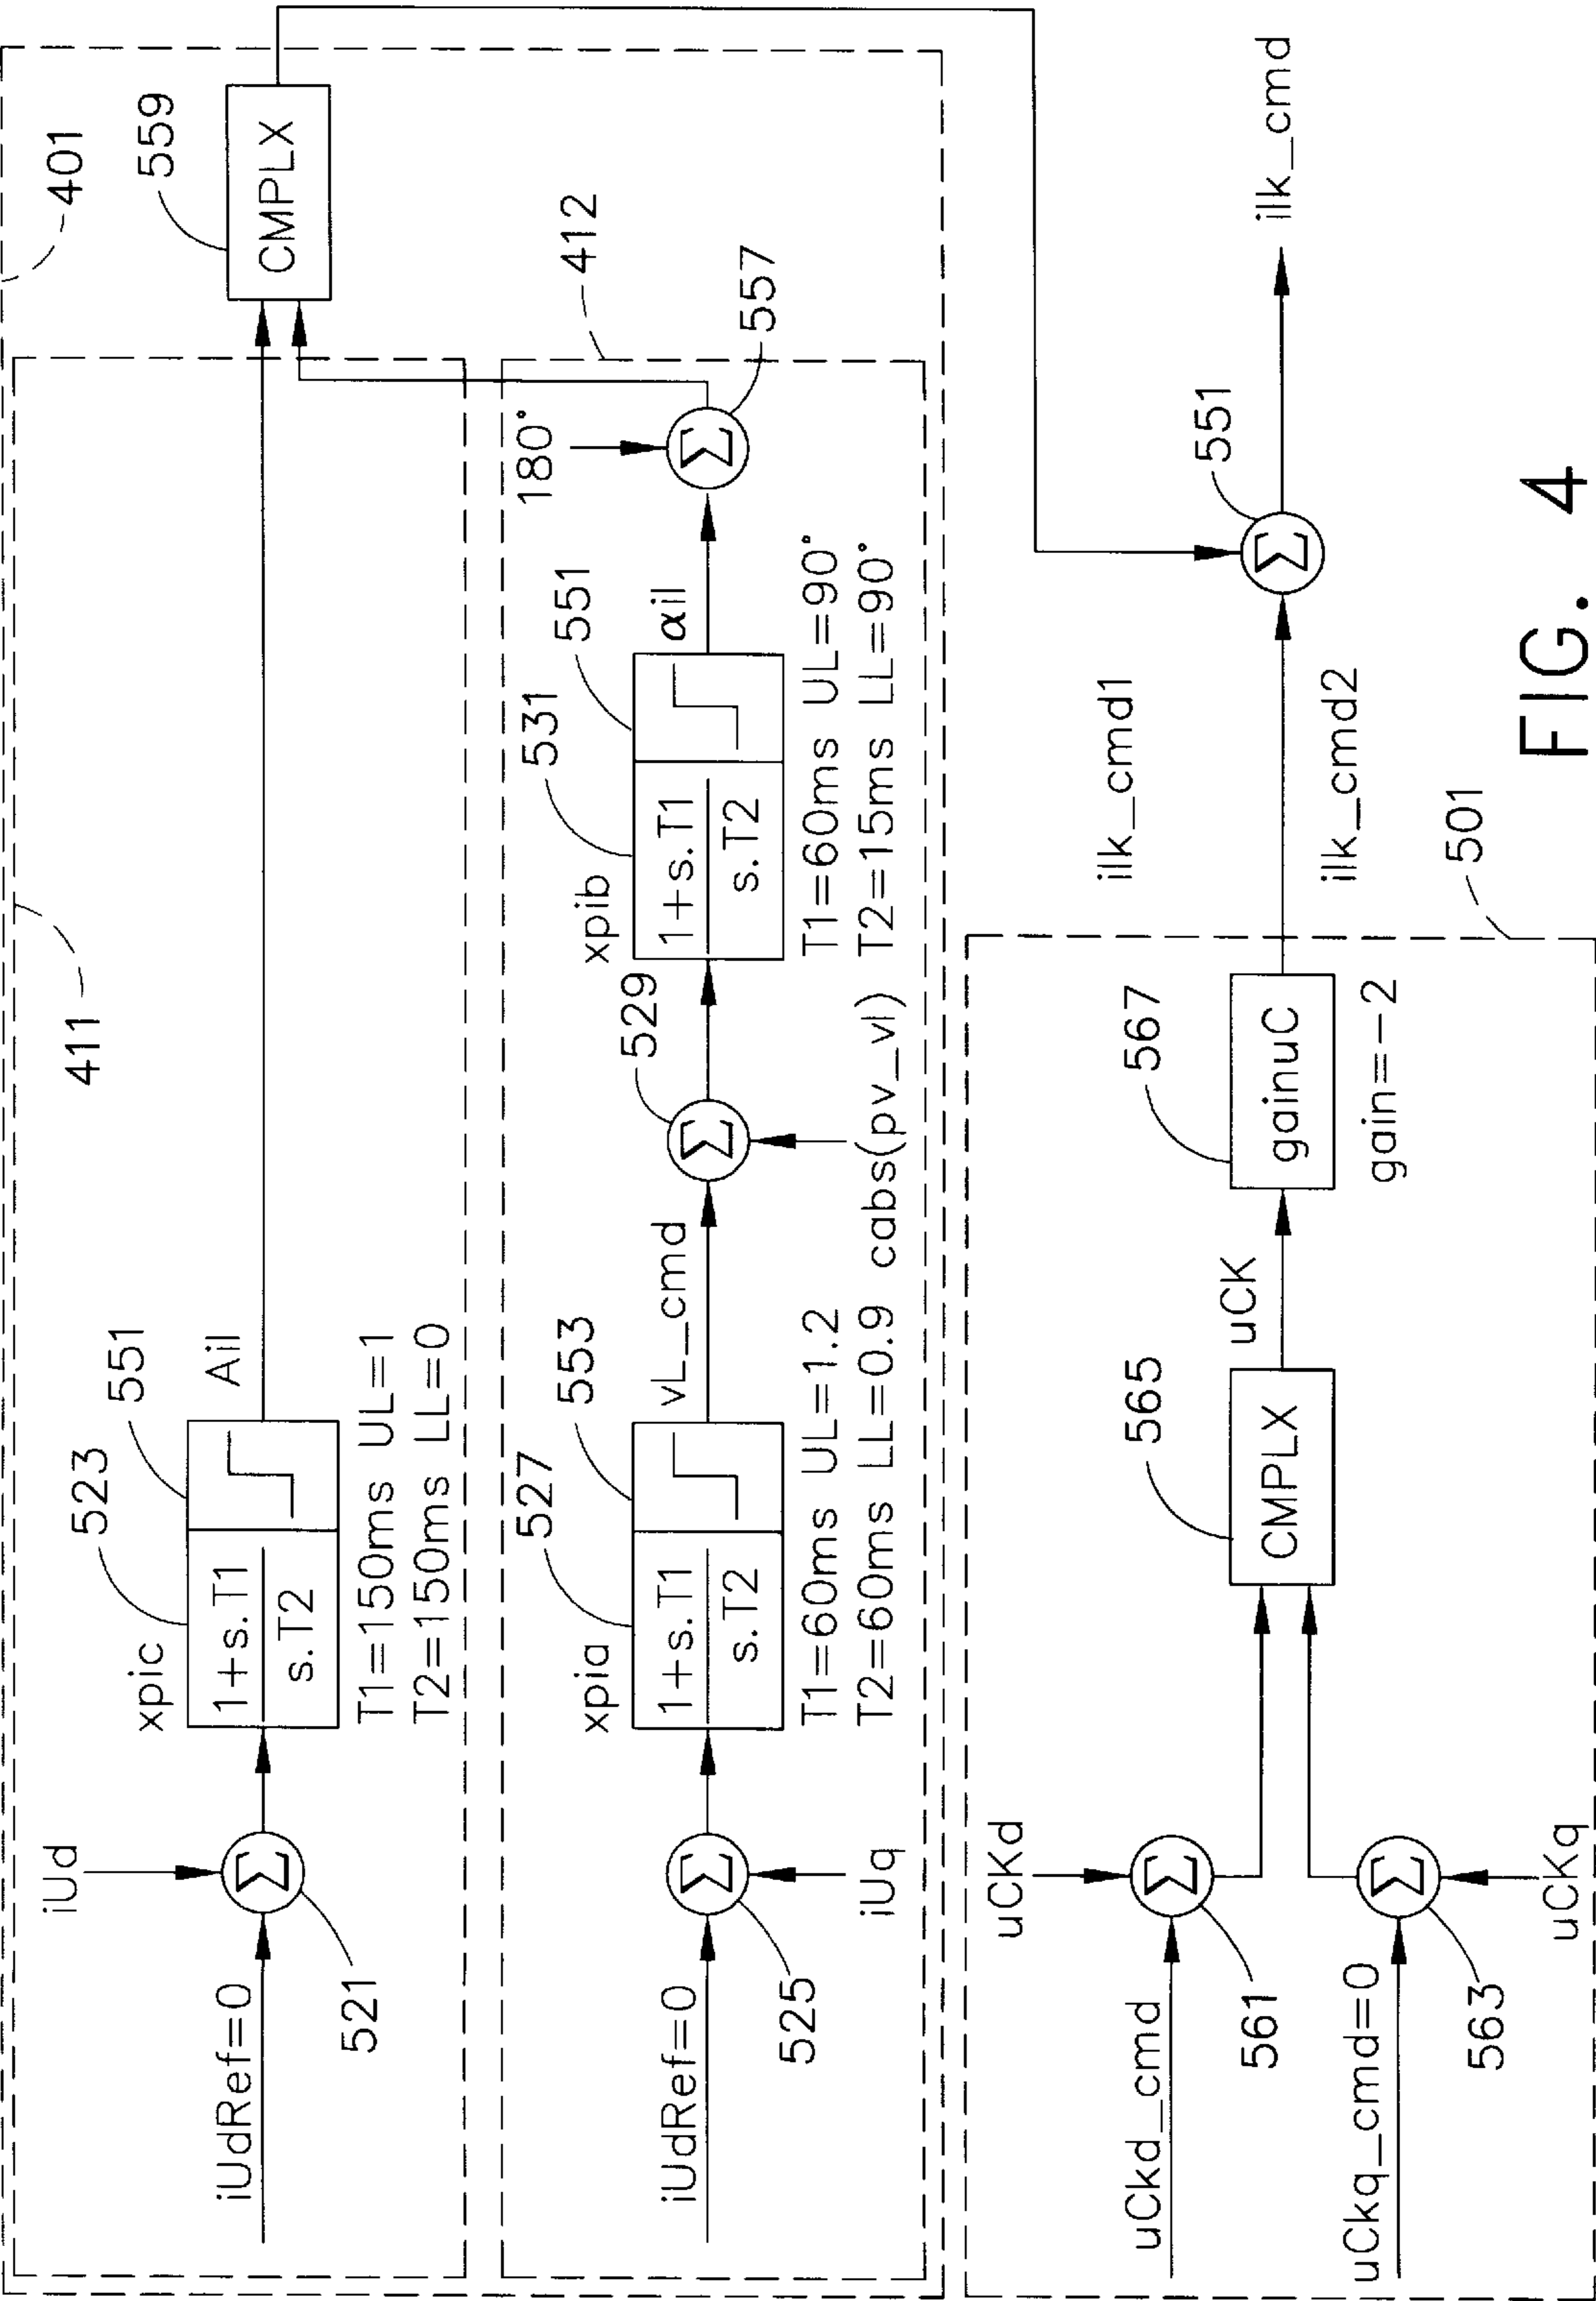 411
401
iUd
523
551
559
xpic
1+s.T1
s.T2
Ail
CMPLX
iUdRef=0
521
T1=150ms UL=1
T2=150ms LL=0
412
527
553
529
531
551
180°
557
xpia
1+s.T1
s.T2
vL_cmd
Σ
xpib
1+s.T1
s.T2
αil
Σ
iUdRef=0
Σ
Σ
525
iUq
T1=60ms UL=1.2
T2=60ms LL=0.9
cabs(pv_vl)
T1=60ms UL=90°
T2=15ms LL=90°
Σ
uCKd
uCkd_cmd
Σ
561
565
567
CMPLX
uCK
gainuC
gain=-2
uCkq_cmd=0
Σ
563
uCKq
501
ilk_cmd1
ilk_cmd2
Σ
551
ilk_cmd
FIG. 4